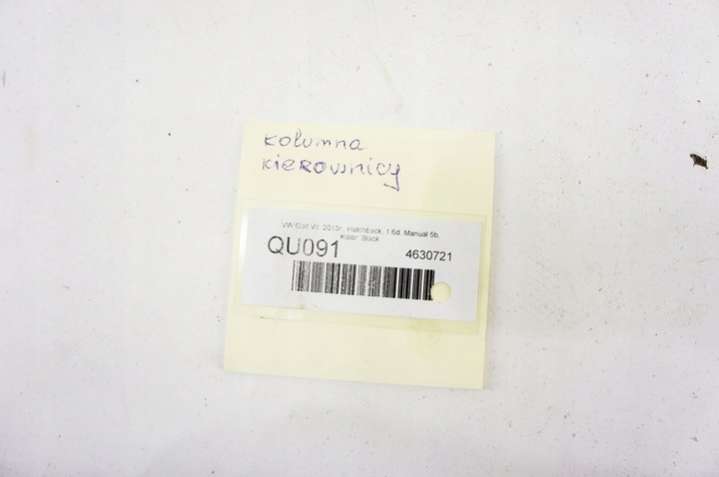 kolumna
kierownicy
VW Golf VI, 2010r., Hatchback, 1.6d, Manual 5b,
Kolor: Black
QU091
4630721